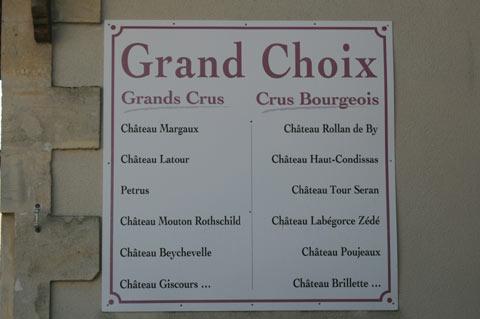 Grand Choix
Grands Crus
Château Margaux
Château Latour
Petrus
Château Mouton Rothschild
Château Beychevelle
Château Giscours ...
Crus Bourgeois
Château Rollan de By
Château Haut-Condissas
Château Tour Seran
Château Labégorce Zédé
Château Poujeaux
Château Brillette ...